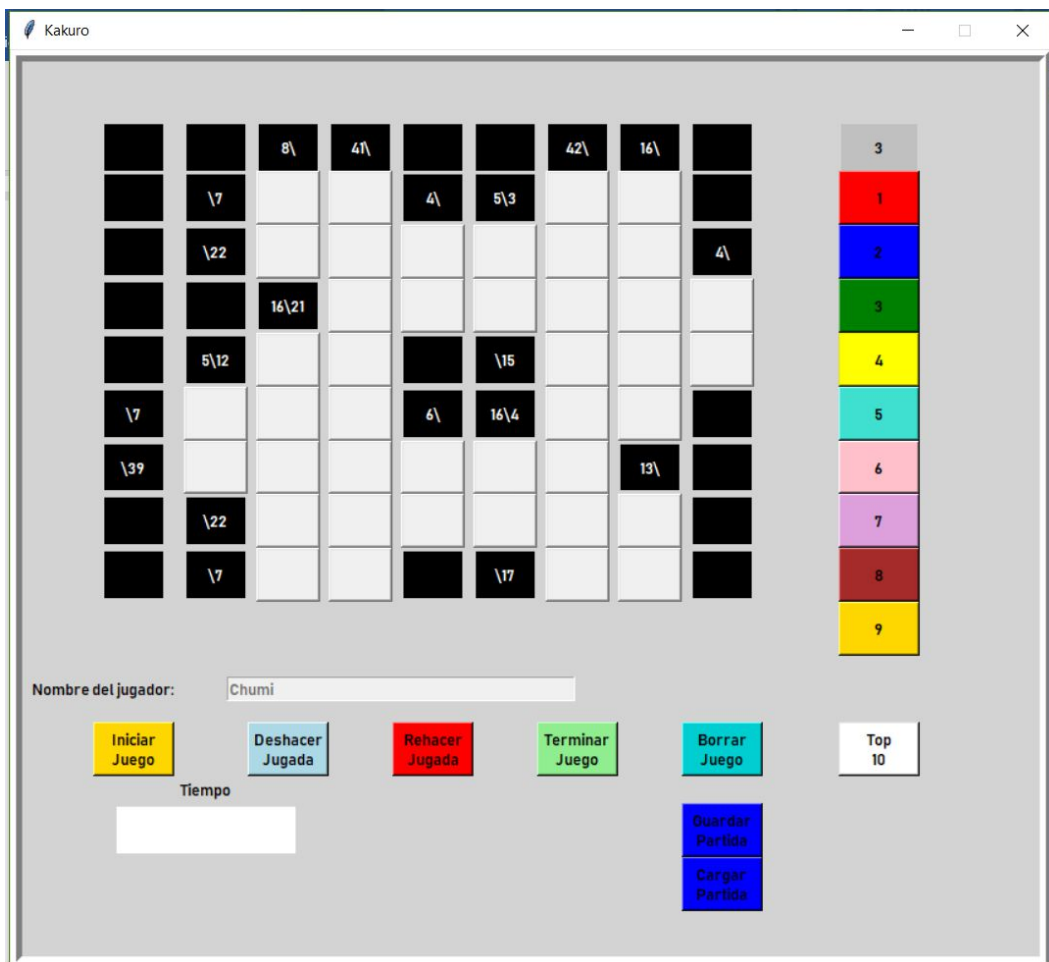 Kakuro
8\ 41\ 42\ 16\ 3
\7 4\ 5\3 1
\22 4\ 2
16\21 3
5\12 \15 4
\7 6\ 16\4 5
\39 13\ 6
\22 7
\7 \17 8
9
Nombre del jugador: Chumi
Iniciar Deshacer Rehacer Terminar Borrar Top
Juego Jugada Jugada Juego Juego 10
Tiempo
Guardar
Partida
Cargar
Partida